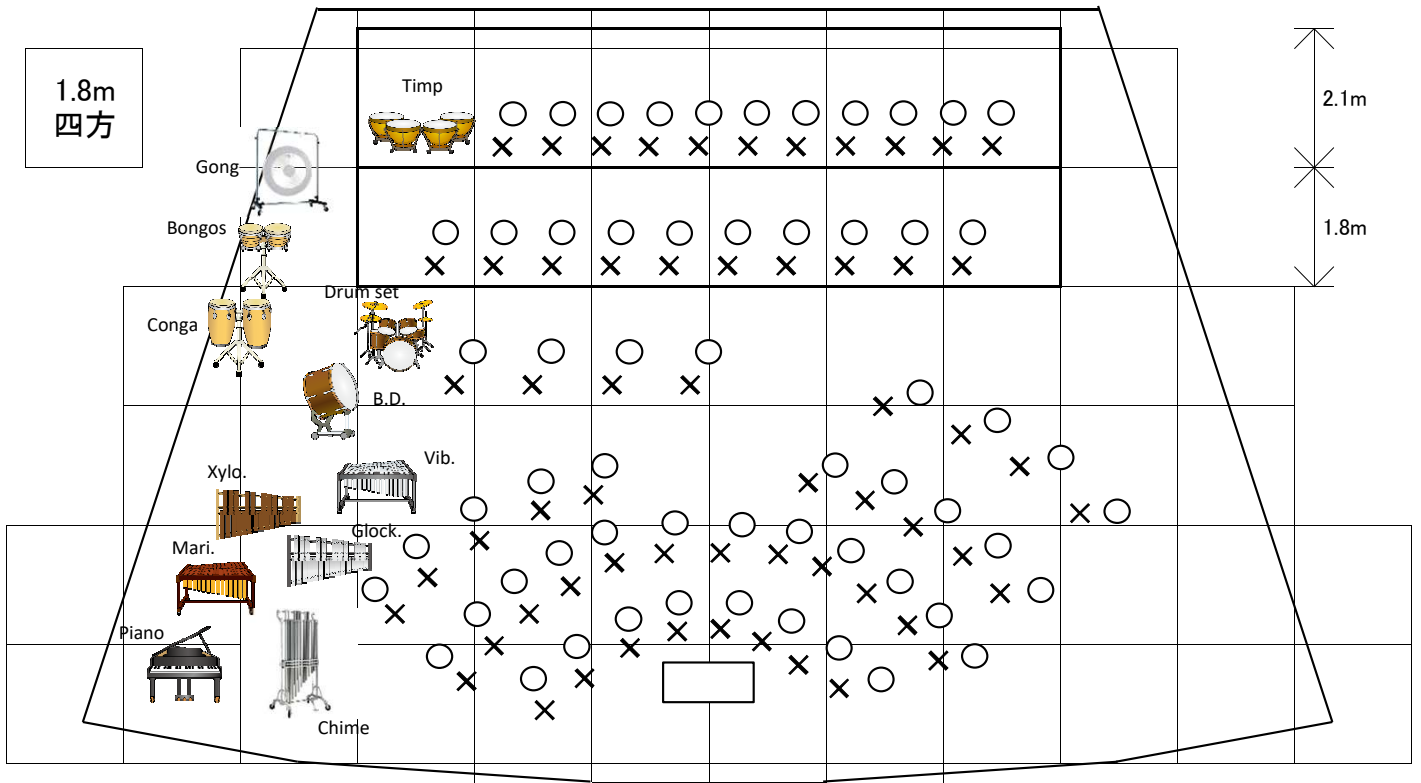 1.8m
四方
Timp
2.1m
Gong
Bongos
1.8m
Drum set
Conga
B.D.
Vib.
Xylo.
Glock.
Mari.
Piano
Chime